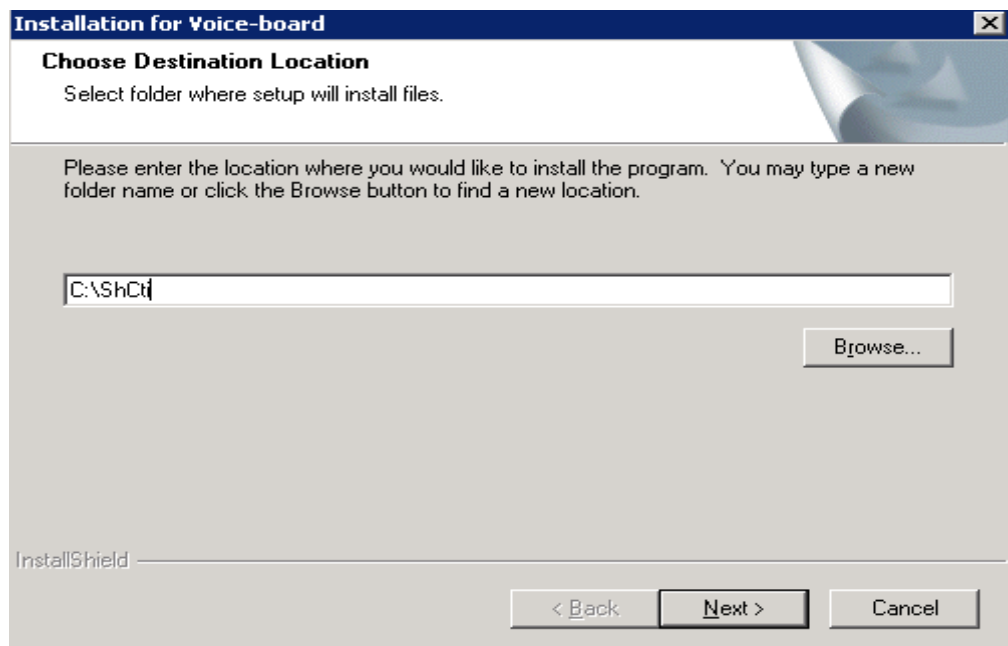 Installation for Voice-board
Choose Destination Location
Select folder where setup will install files.
Please enter the location where you would like to install the program. You may type a new
folder name or click the Browse button to find a new location.
C:\ShCti
Browse...
InstallShield
< Back
Next >
Cancel